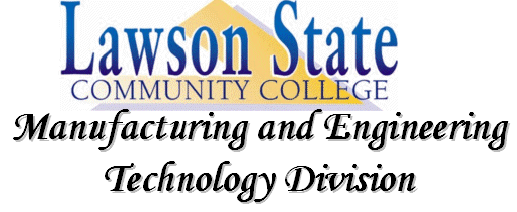 Lawson State
COMMUNITY COLLEGE
Manufacturing and Engineering
Technology Division